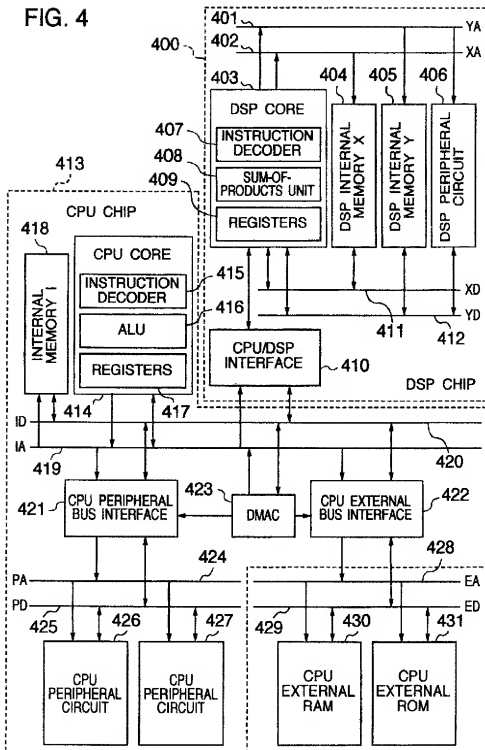 FIG. 4
401
YA
400
402
XA
403
404
405
406
DSP CORE
407
INSTRUCTION
DECODER
408
SUM-OF-
PRODUCTS UNIT
409
REGISTERS
DSP INTERNAL
MEMORY X
DSP INTERNAL
MEMORY Y
DSP PERIPHERAL
CIRCUIT
413
CPU CHIP
418
INTERNAL
MEMORY I
CPU CORE
INSTRUCTION
DECODER
415
ALU
416
REGISTERS
414
417
XD
411
YD
412
CPU/DSP
INTERFACE
410
DSP CHIP
ID
IA
419
420
421
CPU PERIPHERAL
BUS INTERFACE
423
DMAC
CPU EXTERNAL
BUS INTERFACE
422
424
428
PA
EA
PD
ED
425
426
427
429
430
431
CPU
PERIPHERAL
CIRCUIT
CPU
PERIPHERAL
CIRCUIT
CPU
EXTERNAL
RAM
CPU
EXTERNAL
ROM